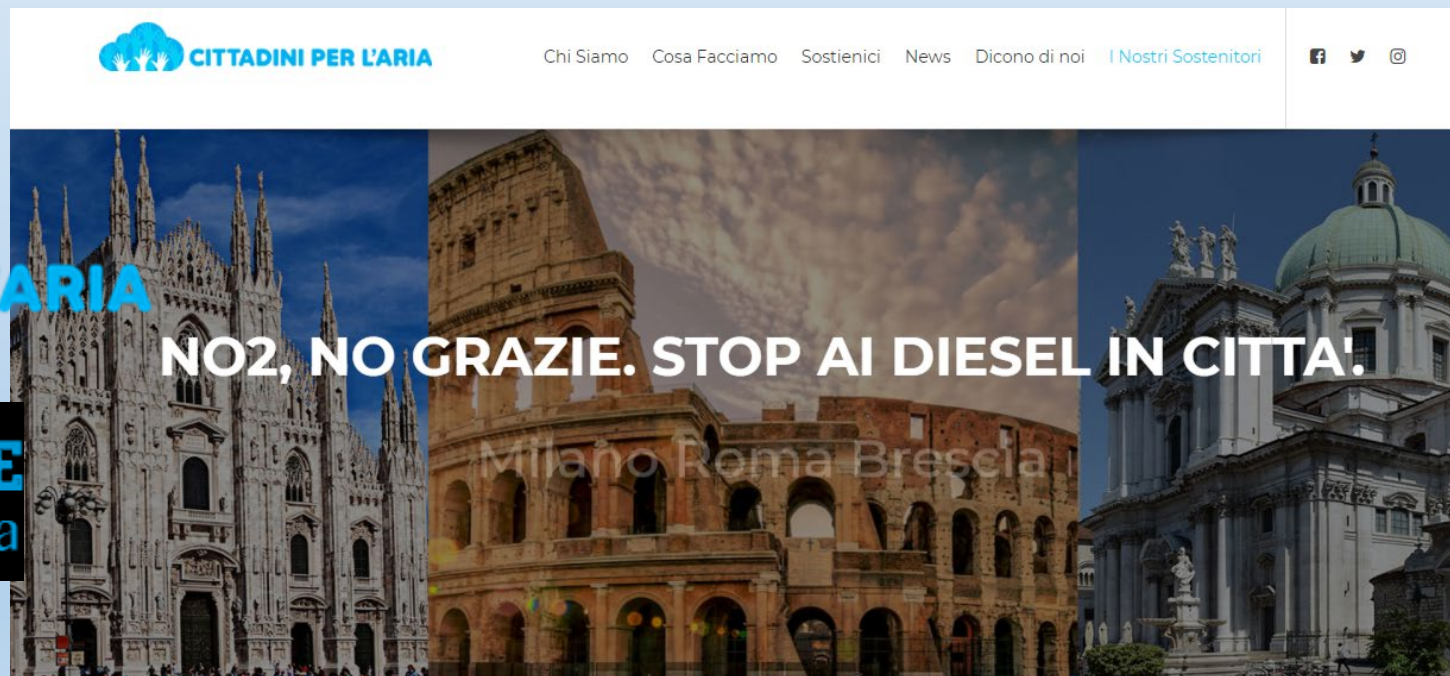 CITTADINI PER L'ARIA
Chi Siamo Cosa Facciamo Sostienici News Dicono di noi I Nostri Sostenitori
'ARIA
NO2, NO GRAZIE. STOP AI DIESEL IN CITTA'.
E
Milano Roma Brescia
a